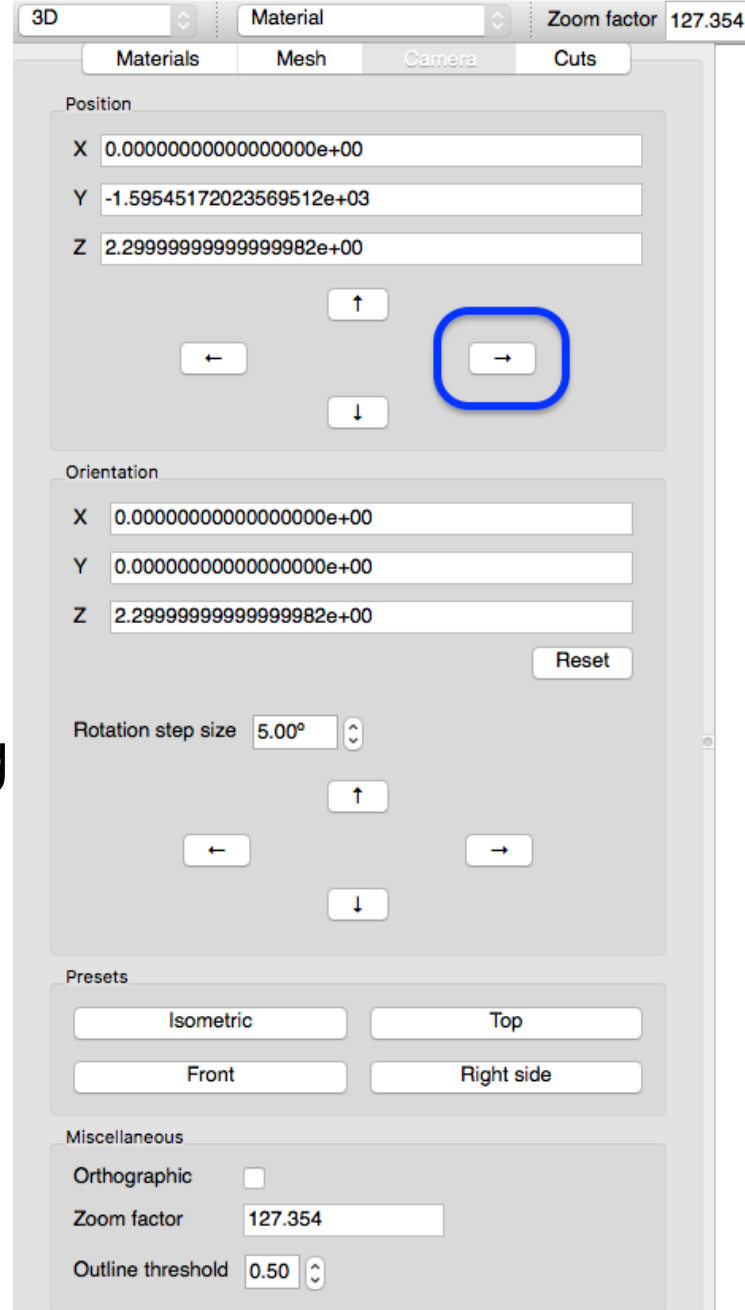 3D Material Zoom factor 127.354
Materials Mesh Camera Cuts
Position
X 0.00000000000000000e+00
Y -1.59545172023569512e+03
Z 2.29999999999999982e+00
↑
← →
↓
Orientation
X 0.00000000000000000e+00
Y 0.00000000000000000e+00
Z 2.29999999999999982e+00
Reset
g
Rotation step size 5.00º
↑
← →
↓
Presets
Isometric Top
Front Right side
Miscellaneous
Orthographic
Zoom factor 127.354
Outline threshold 0.50